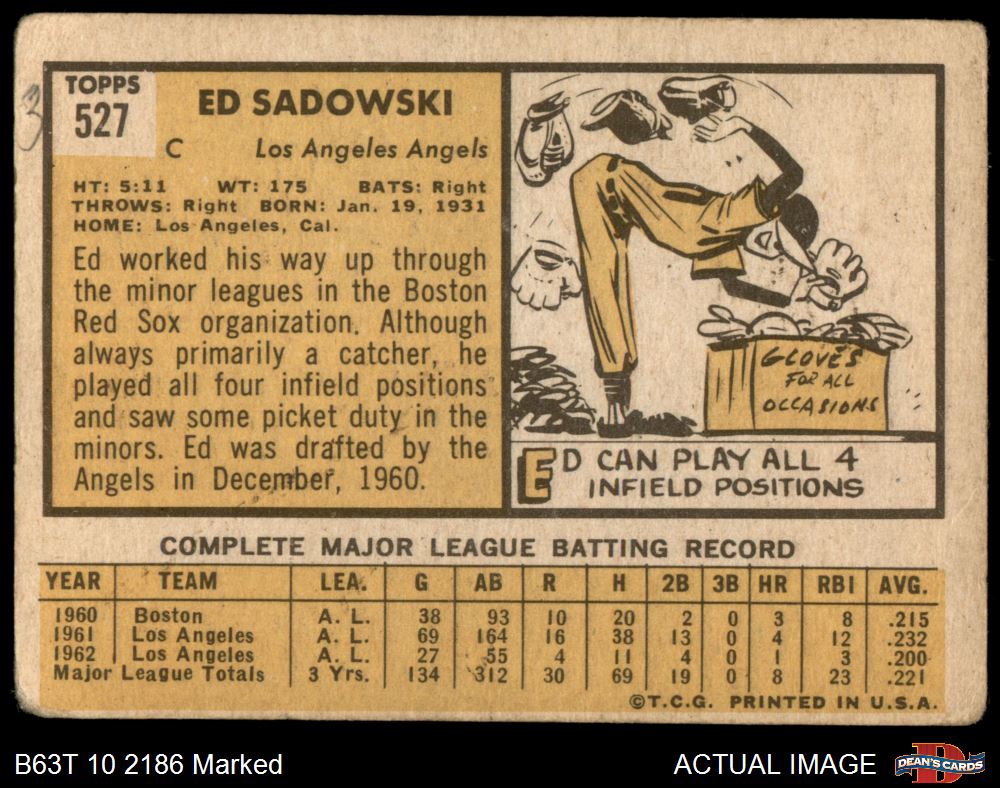 3
TOPPS
527
ED SADOWSKI
C Los Angeles Angels
HT: 5:11 WT: 175 BATS: Right
THROWS: Right BORN: Jan. 19, 1931
HOME: Los Angeles, Cal.
Ed worked his way up through
the minor leagues in the Boston
Red Sox organization. Although
always primarily a catcher, he
played all four infield positions
and saw some picket duty in the
minors. Ed was drafted by the
Angels in December, 1960.
GLOVES
FOR ALL
OCCASIONS
ED CAN PLAY ALL 4
INFIELD POSITIONS
COMPLETE MAJOR LEAGUE BATTING RECORD
YEAR TEAM LEA. G AB R H 2B 3B HR RBI AVG.
1960 Boston A. L. 38 93 10 20 2 0 3 8 .215
1961 Los Angeles A. L. 69 164 16 38 13 0 4 12 .232
1962 Los Angeles A. L. 27 55 4 11 4 0 1 3 .200
Major League Totals 3 Yrs. 134 312 30 69 19 0 8 23 .221
©T.C.G. PRINTED IN U.S.A.
B63T 10 2186 Marked
ACTUAL IMAGE
DEAN'S CARDS